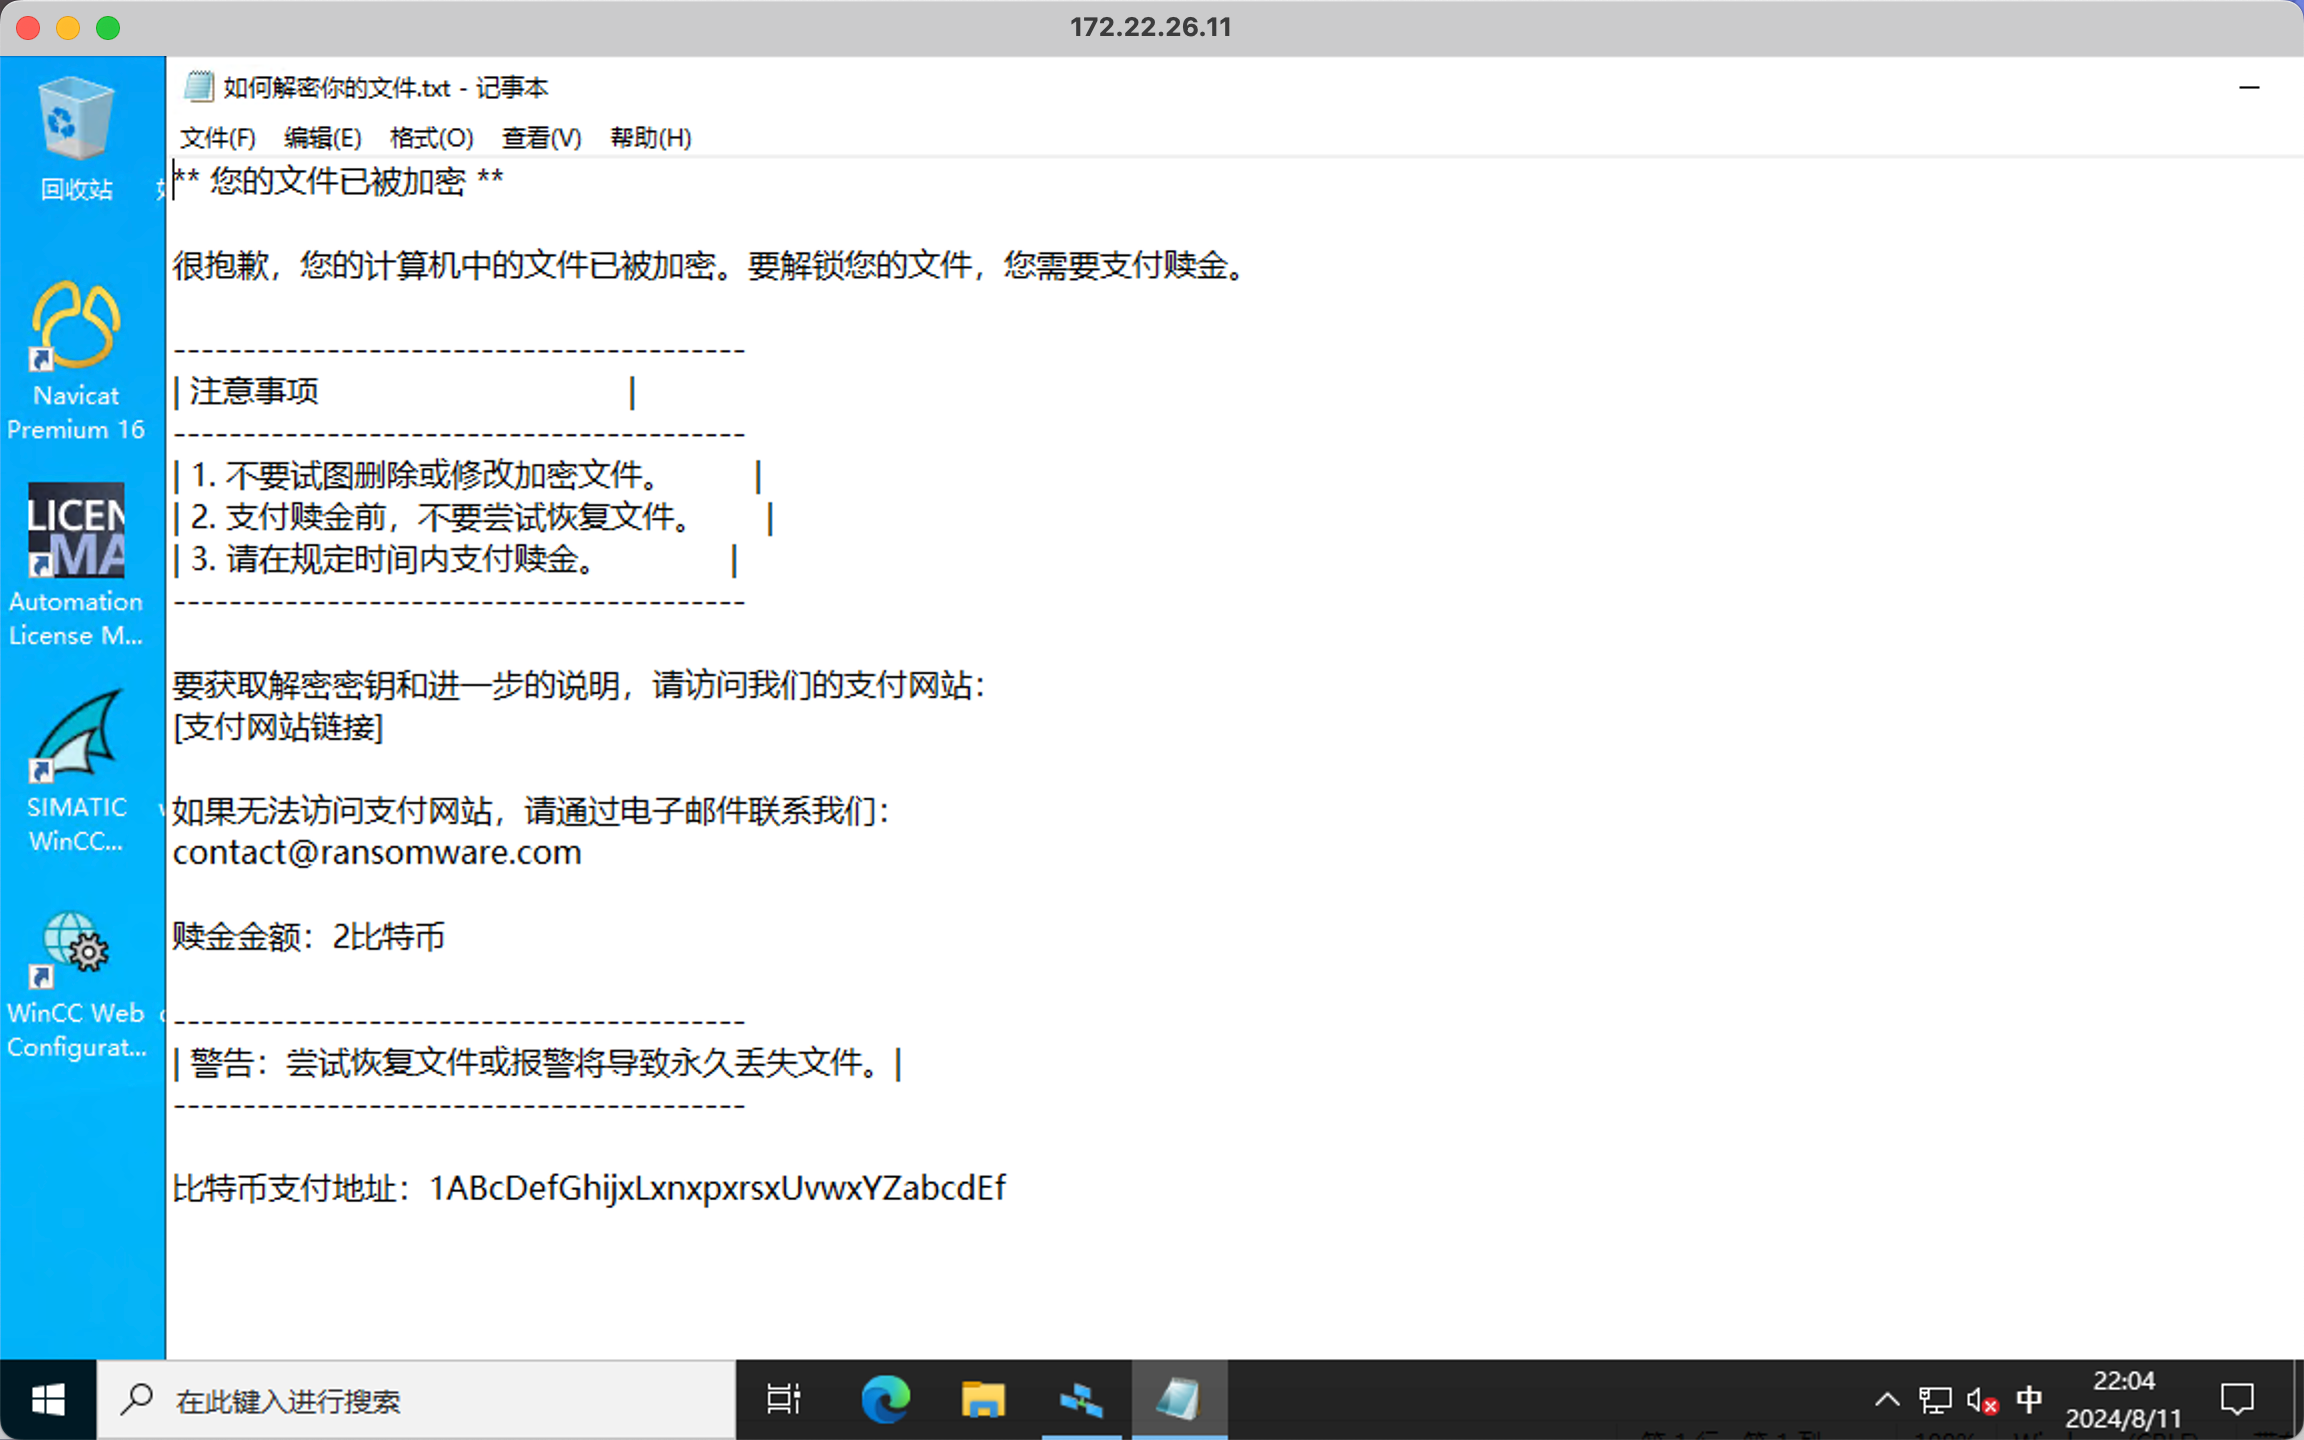 172.22.26.11
如何解密你的文件.txt - 记事本
文件(F) 编辑(E) 格式(O) 查看(V) 帮助(H)
** 您的文件已被加密 **
很抱歉，您的计算机中的文件已被加密。要解锁您的文件，您需要支付赎金。
-----------------------------------------
| 注意事项 |
-----------------------------------------
| 1. 不要试图删除或修改加密文件。 |
| 2. 支付赎金前，不要尝试恢复文件。 |
| 3. 请在规定时间内支付赎金。 |
-----------------------------------------
要获取解密密钥和进一步的说明，请访问我们的支付网站：
[支付网站链接]
如果无法访问支付网站，请通过电子邮件联系我们：
contact@ransomware.com
赎金金额：2比特币
-----------------------------------------
| 警告：尝试恢复文件或报警将导致永久丢失文件。|
-----------------------------------------
比特币支付地址：1ABcDefGhijxLxnxpxrsxUvwxYZabcdEf
回收站
Navicat
Premium 16
LICEN
MA
Automation
License M...
SIMATIC
WinCC...
WinCC Web
Configurat...
在此键入进行搜索
中
22:04
2024/8/11